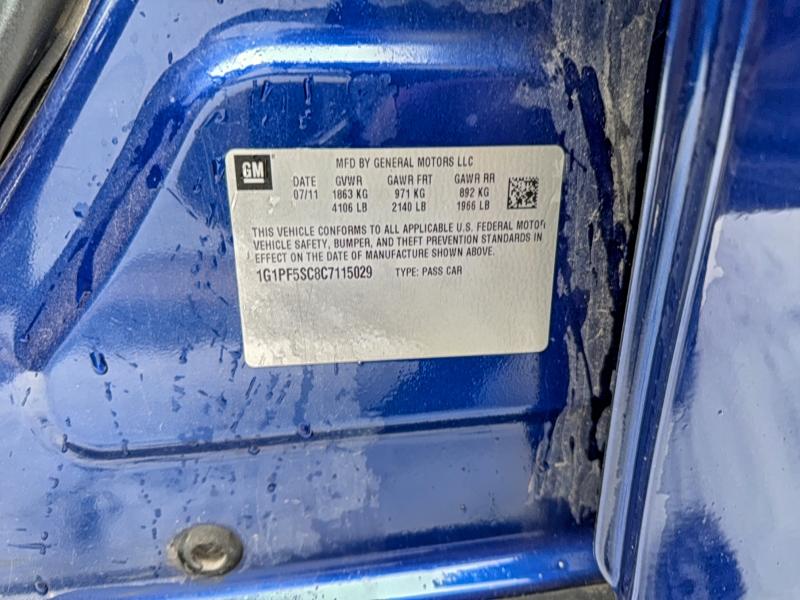 GM
MFD BY GENERAL MOTORS LLC
DATE GVWR GAWR FRT GAWR RR
07/11 1863 KG 971 KG 892 KG
4106 LB 2140 LB 1966 LB
THIS VEHICLE CONFORMS TO ALL APPLICABLE U.S. FEDERAL MOTOR
VEHICLE SAFETY, BUMPER, AND THEFT PREVENTION STANDARDS IN
EFFECT ON THE DATE OF MANUFACTURE SHOWN ABOVE.
1G1PF5SC8C7115029 TYPE: PASS CAR